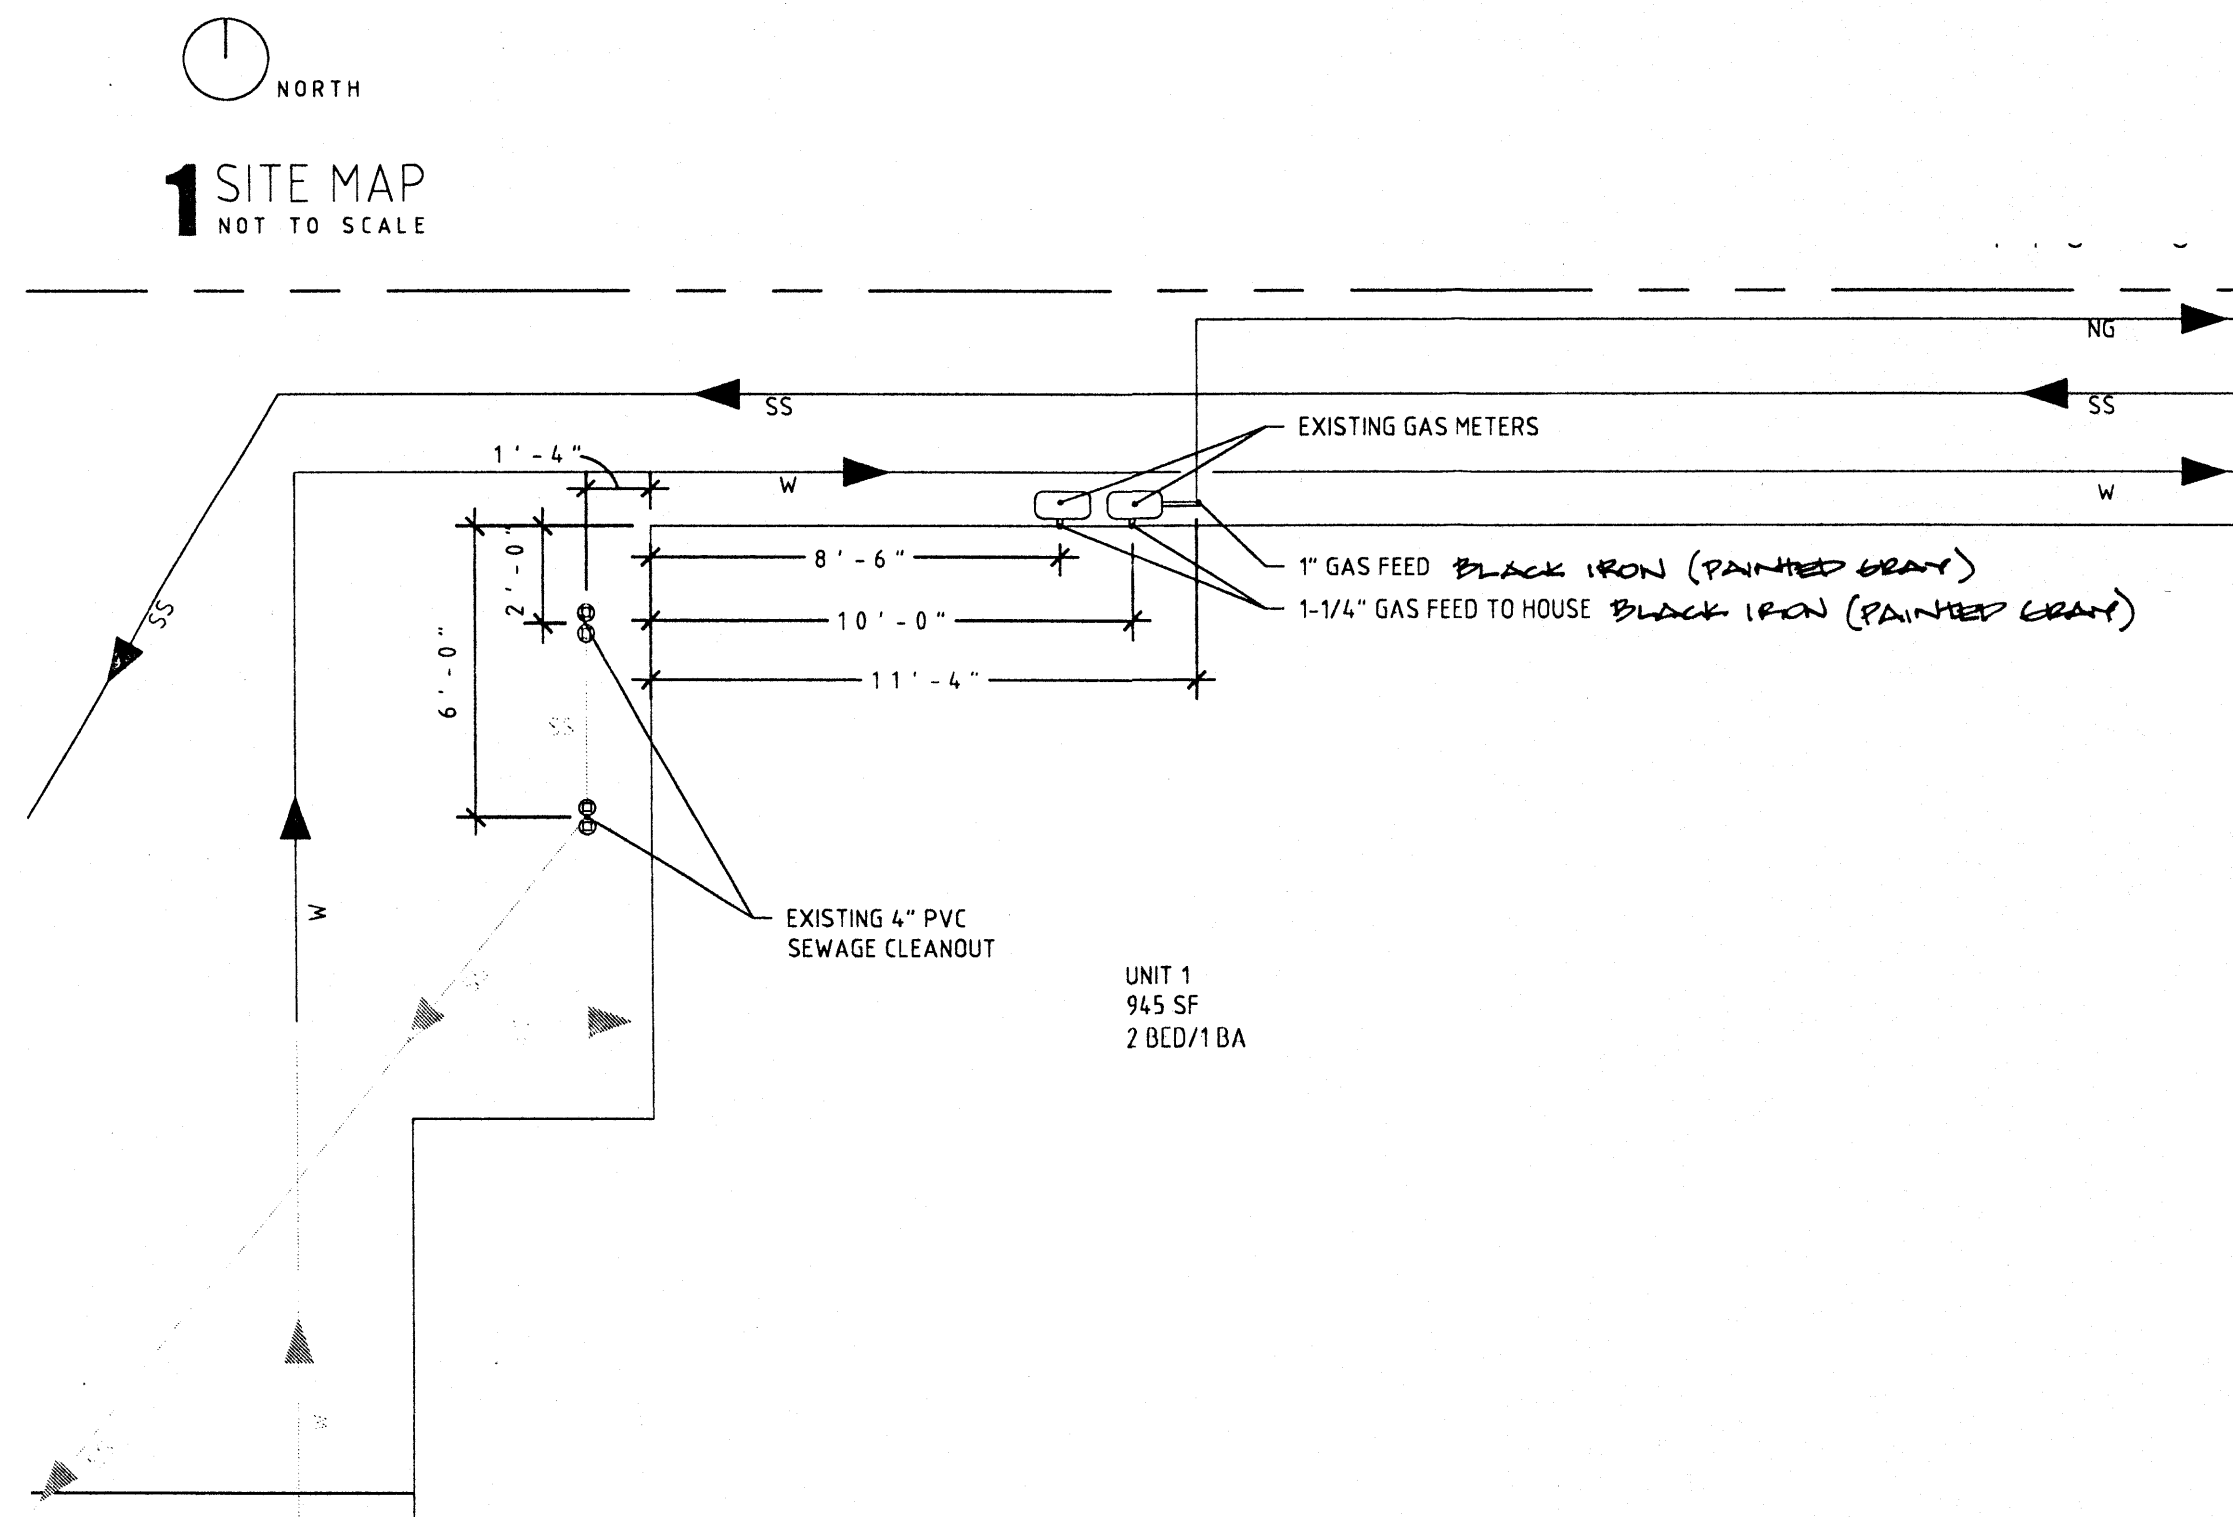 NORTH
1 SITE MAP
NOT TO SCALE
NG
SS
SS
EXISTING GAS METERS
1'-4"
W
W
8'-6"
1" GAS FEED BLACK IRON (PAINTED GRAY)
2'-0"
10'-0"
1-1/4" GAS FEED TO HOUSE BLACK IRON (PAINTED GRAY)
SS
6'-0"
11'-4"
SS
W
EXISTING 4" PVC
SEWAGE CLEANOUT
UNIT 1
945 SF
2 BED/1 BA
SS
W
W
SS